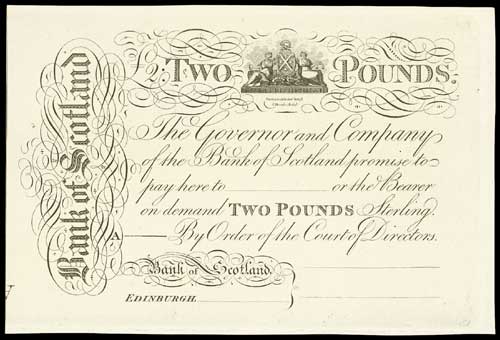 Bank of Scotland
£2, TWO POUNDS.
The Governor and Company
of the Bank of Scotland promise to
pay here to or the Bearer
on demand TWO POUNDS Sterling.
A By Order of the Court of Directors.
Bank of Scotland.
EDINBURGH